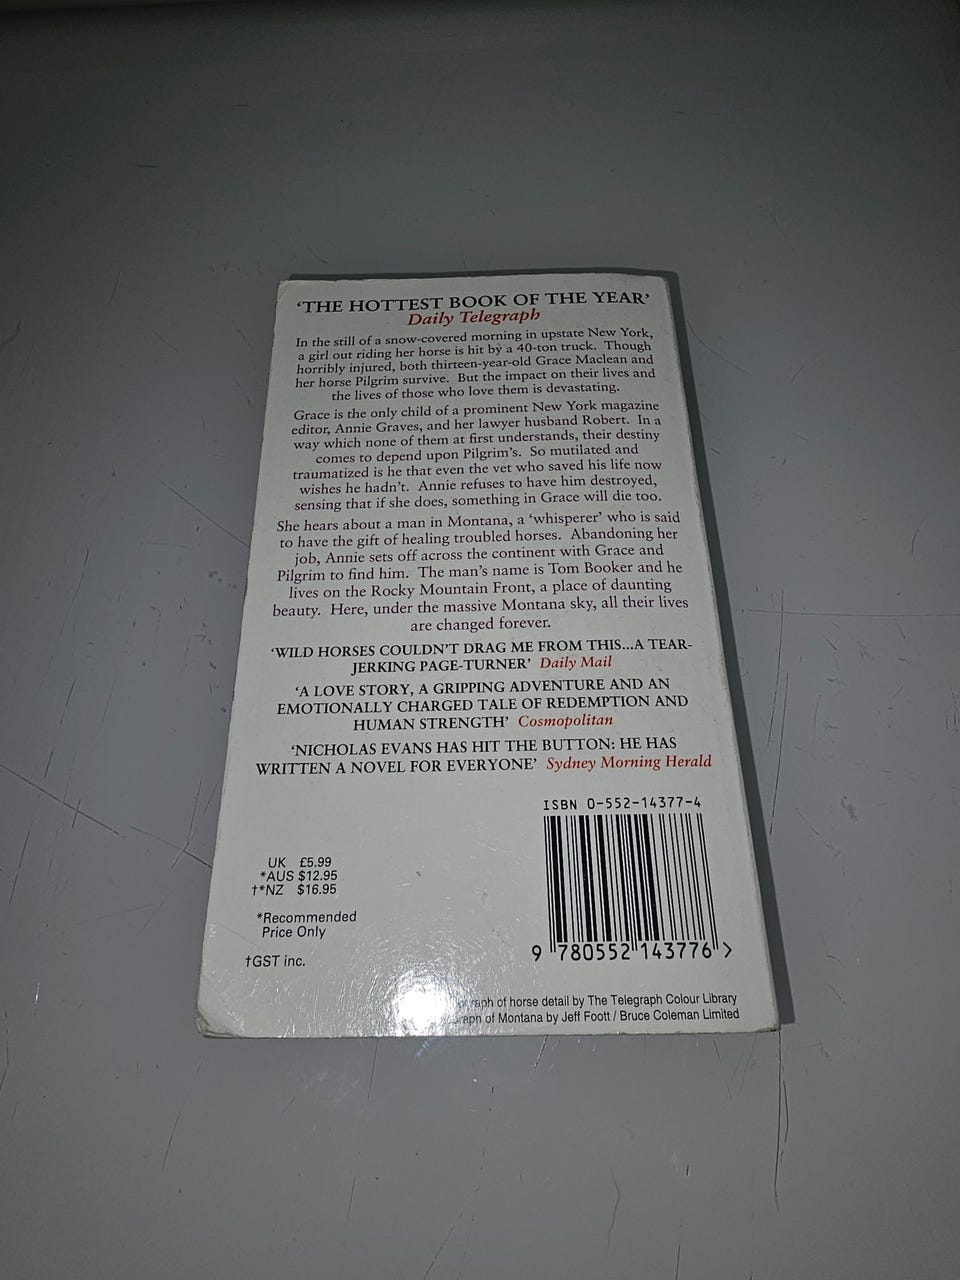 ‘THE HOTTEST BOOK OF THE YEAR’
Daily Telegraph
In the still of a snow-covered morning in upstate New York,
a girl out riding her horse is hit by a 40-ton truck. Though
horribly injured, both thirteen-year-old Grace Maclean and
her horse Pilgrim survive. But the impact on their lives and
the lives of those who love them is devastating.
Grace is the only child of a prominent New York magazine
editor, Annie Graves, and her lawyer husband Robert. In a
way which none of them at first understands, their destiny
comes to depend upon Pilgrim’s. So mutilated and
traumatized is he that even the vet who saved his life now
wishes he hadn’t. Annie refuses to have him destroyed,
sensing that if she does, something in Grace will die too.
She hears about a man in Montana, a ‘whisperer’ who is said
to have the gift of healing troubled horses. Abandoning her
job, Annie sets off across the continent with Grace and
Pilgrim to find him. The man’s name is Tom Booker and he
lives on the Rocky Mountain Front, a place of daunting
beauty. Here, under the massive Montana sky, all their lives
are changed forever.
‘WILD HORSES COULDN’T DRAG ME FROM THIS...A TEAR-
JERKING PAGE-TURNER’ Daily Mail
‘A LOVE STORY, A GRIPPING ADVENTURE AND AN
EMOTIONALLY CHARGED TALE OF REDEMPTION AND
HUMAN STRENGTH’ Cosmopolitan
‘NICHOLAS EVANS HAS HIT THE BUTTON: HE HAS
WRITTEN A NOVEL FOR EVERYONE’ Sydney Morning Herald
ISBN 0-552-14377-4
UK £5.99
*AUS $12.95
†*NZ $16.95
*Recommended
Price Only
†GST inc.
9 780552 143776 >
of horse detail by The Telegraph Colour Library
of Montana by Jeff Foott / Bruce Coleman Limited